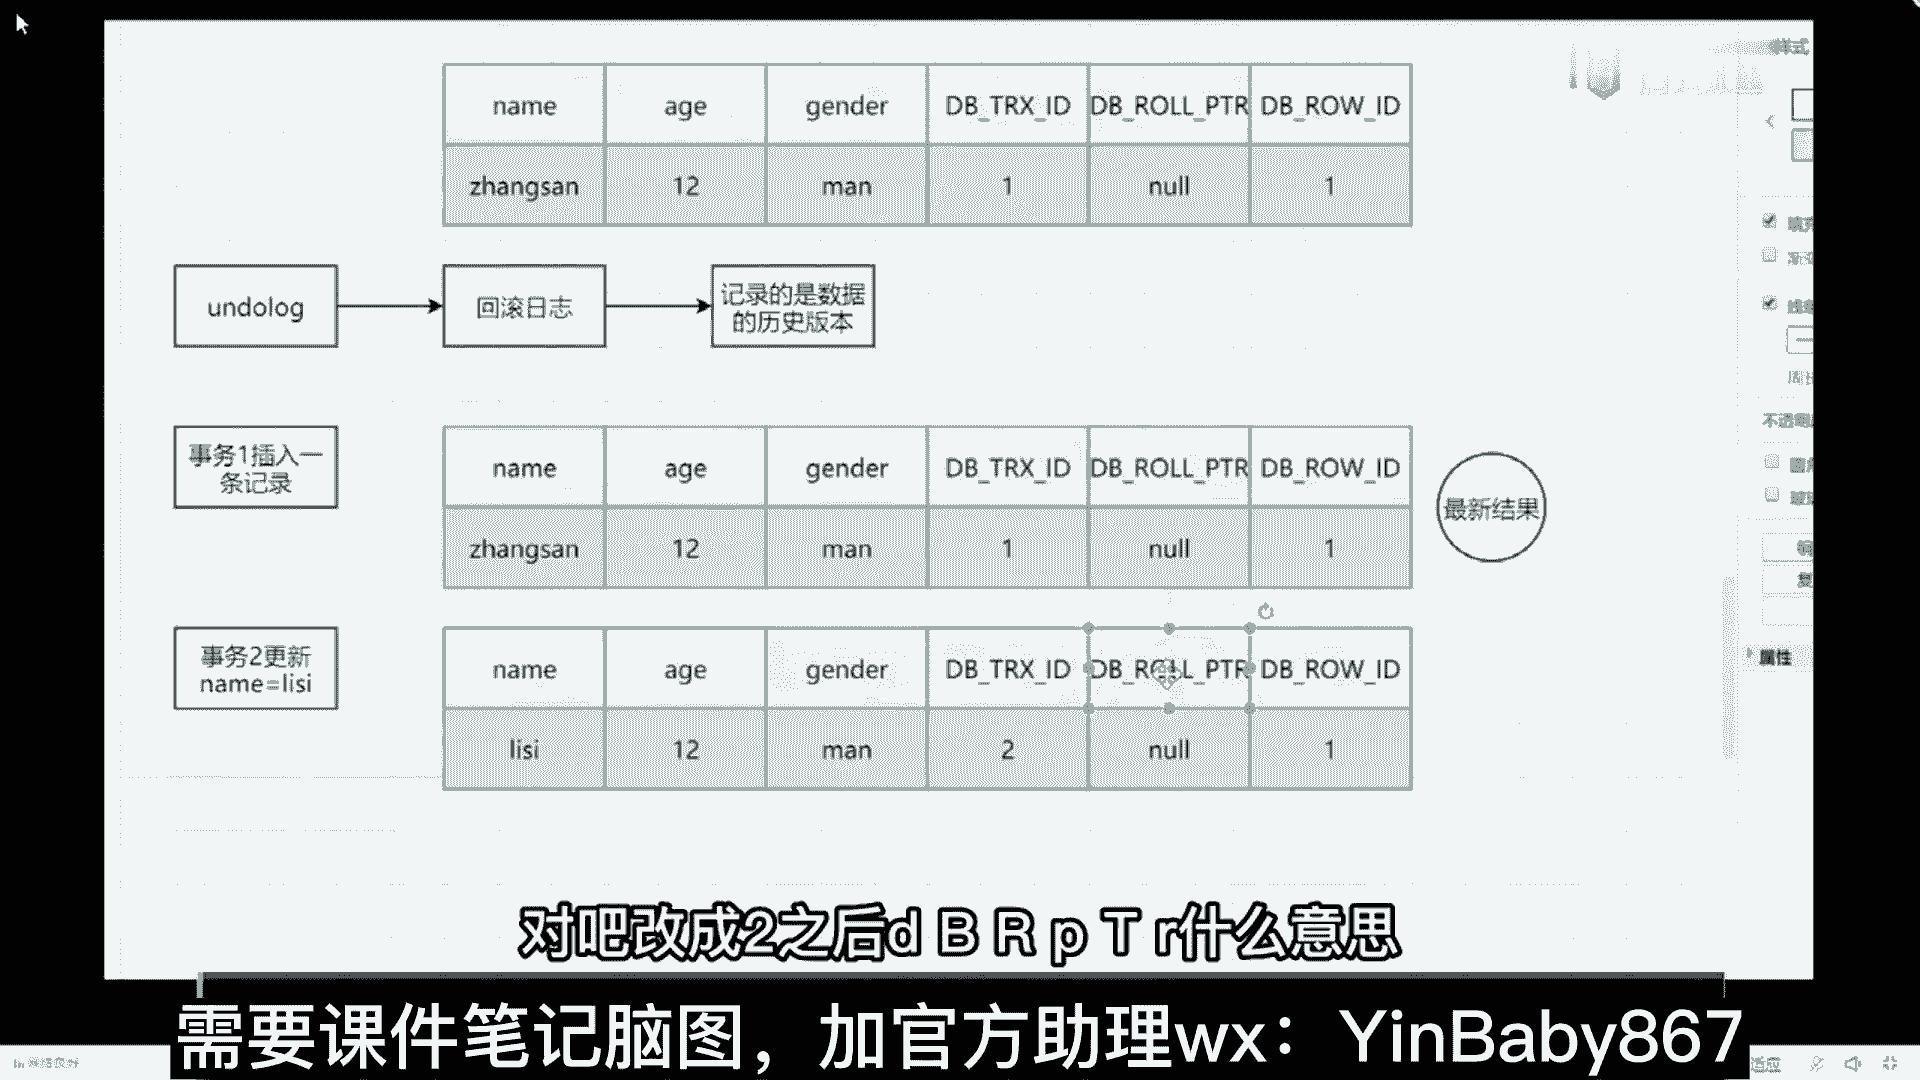 样式
name age gender DB_TRX_ID DB_ROLL_PTR DB_ROW_ID
zhangsan 12 man 1 null 1
undolog
回滚日志
记录的是数据
的历史版本
事务1插入一
条记录
name age gender DB_TRX_ID DB_ROLL_PTR DB_ROW_ID
zhangsan 12 man 1 null 1
最新结果
事务2更新
name=lisi
name age gender DB_TRX_ID DB_ROLL_PTR DB_ROW_ID
lisi 12 man 2 null 1
属性
对吧改成2之后d B R p T r什么意思
需要课件笔记脑图，加官方助理wx：YinBaby867